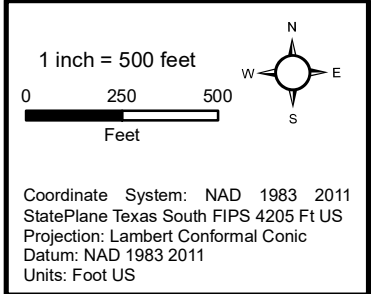 N
1 inch = 500 feet
W E
0 250 500
S
Feet
Coordinate System: NAD 1983 2011
StatePlane Texas South FIPS 4205 Ft US
Projection: Lambert Conformal Conic
Datum: NAD 1983 2011
Units: Foot US